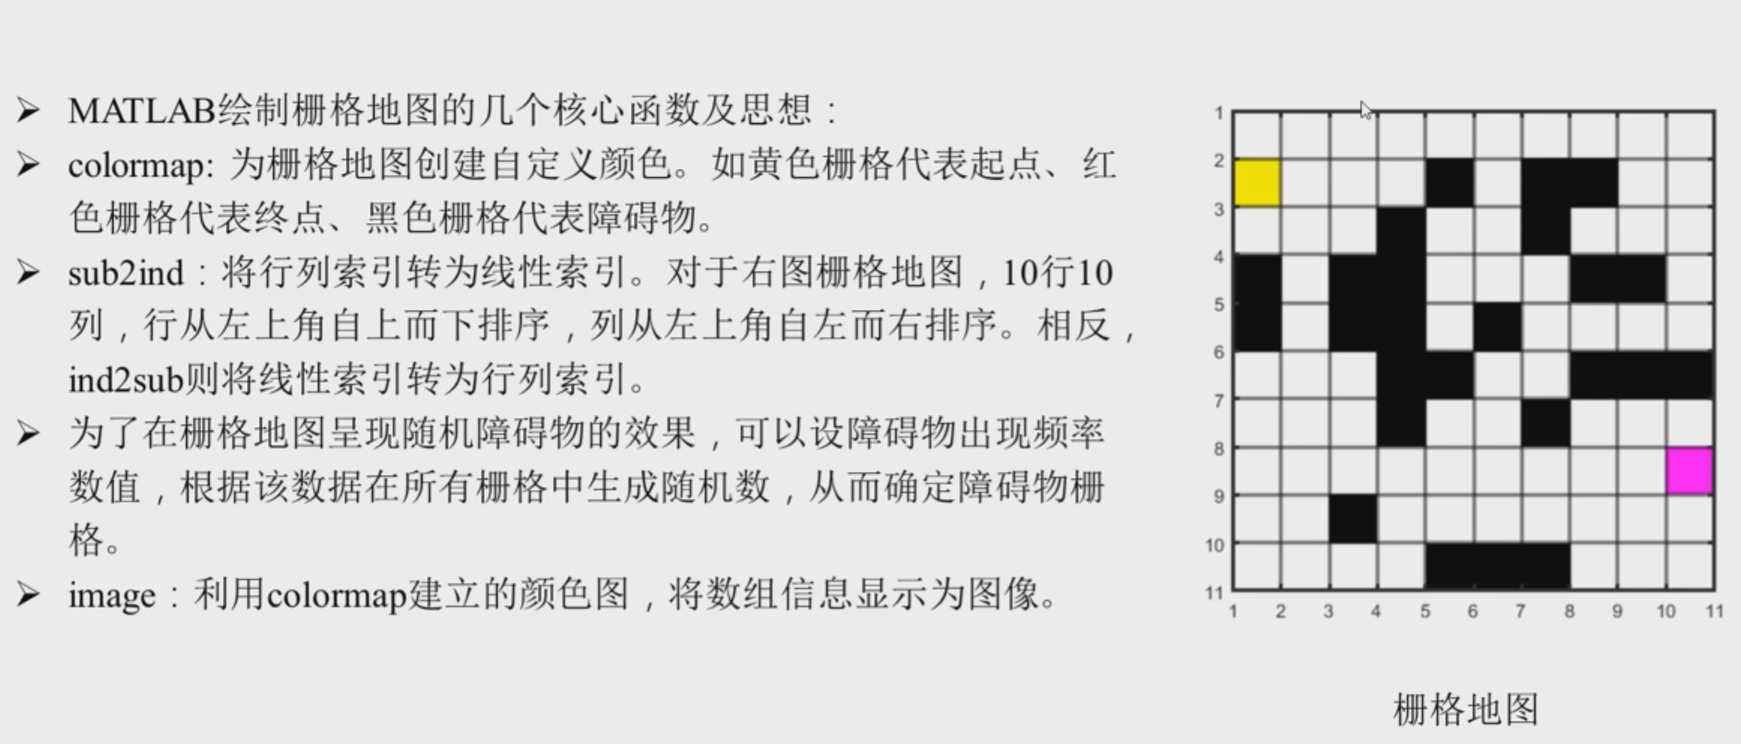 ➢ MATLAB绘制栅格地图的几个核心函数及思想：
➢ colormap: 为栅格地图创建自定义颜色。如黄色栅格代表起点、红
色栅格代表终点、黑色栅格代表障碍物。
➢ sub2ind：将行列索引转为线性索引。对于右图栅格地图，10行10
列，行从左上角自上而下排序，列从左上角自左而右排序。相反，
ind2sub则将线性索引转为行列索引。
➢ 为了在栅格地图呈现随机障碍物的效果，可以设障碍物出现频率
数值，根据该数据在所有栅格中生成随机数，从而确定障碍物栅
格。
➢ image：利用colormap建立的颜色图，将数组信息显示为图像。
1
2
3
4
5
6
7
8
9
10
11
1 2 3 4 5 6 7 8 9 10 11
栅格地图